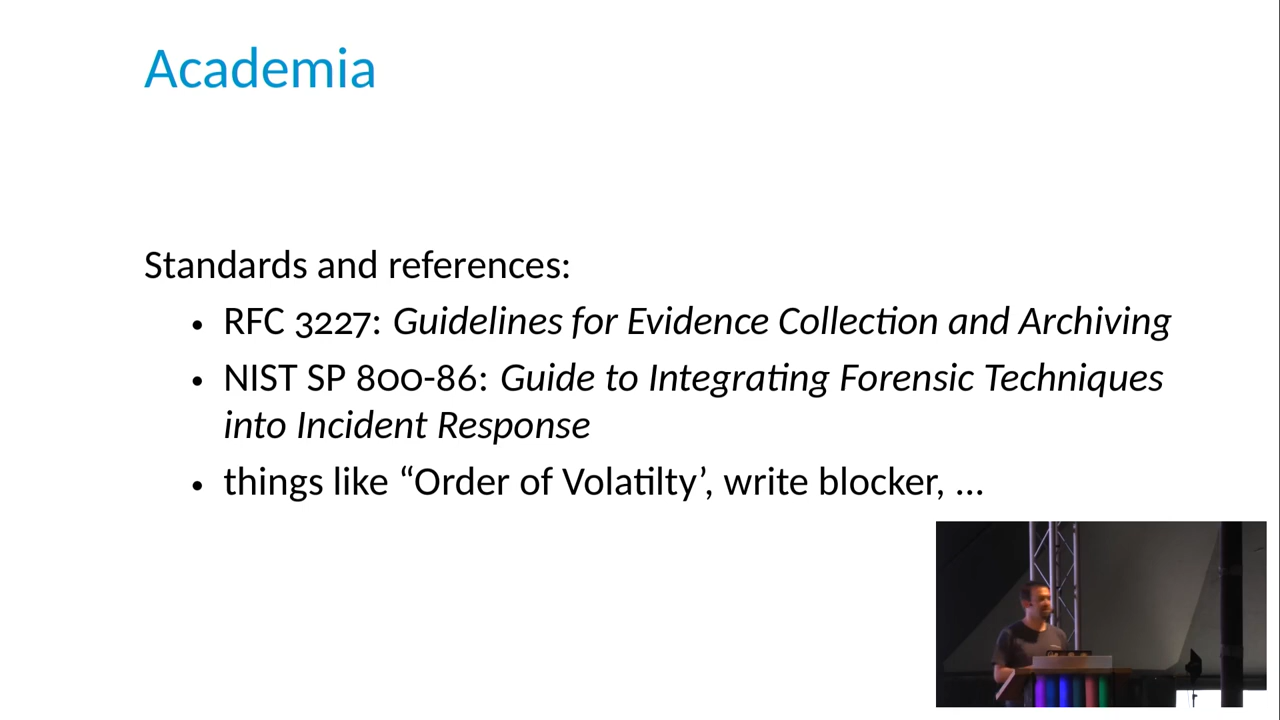 Academia
Standards and references:
• RFC 3227: Guidelines for Evidence Collection and Archiving
• NIST SP 800-86: Guide to Integrating Forensic Techniques
into Incident Response
• things like “Order of Volatilty’, write blocker, ...